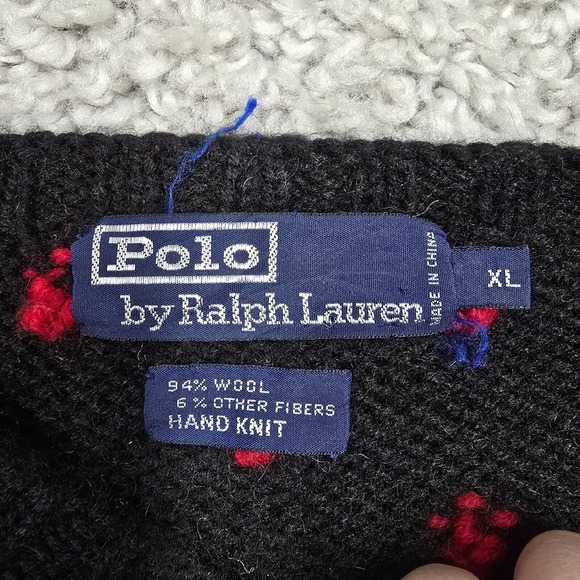 Polo
by Ralph Lauren
MADE IN CHINA
XL
94% WOOL
6% OTHER FIBERS
HAND KNIT